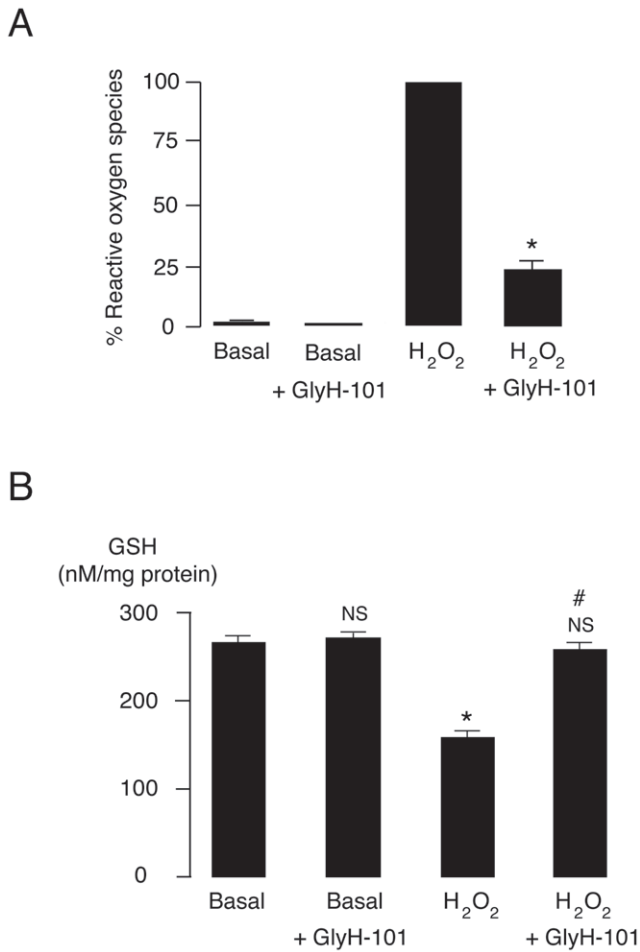 A
% Reactive oxygen species
100
75
50
25
0
*
Basal
Basal
+ GlyH-101
H₂O₂
H₂O₂
+ GlyH-101
B
GSH
(nM/mg protein)
300
200
100
0
NS
*
#
NS
Basal
Basal
+ GlyH-101
H₂O₂
H₂O₂
+ GlyH-101